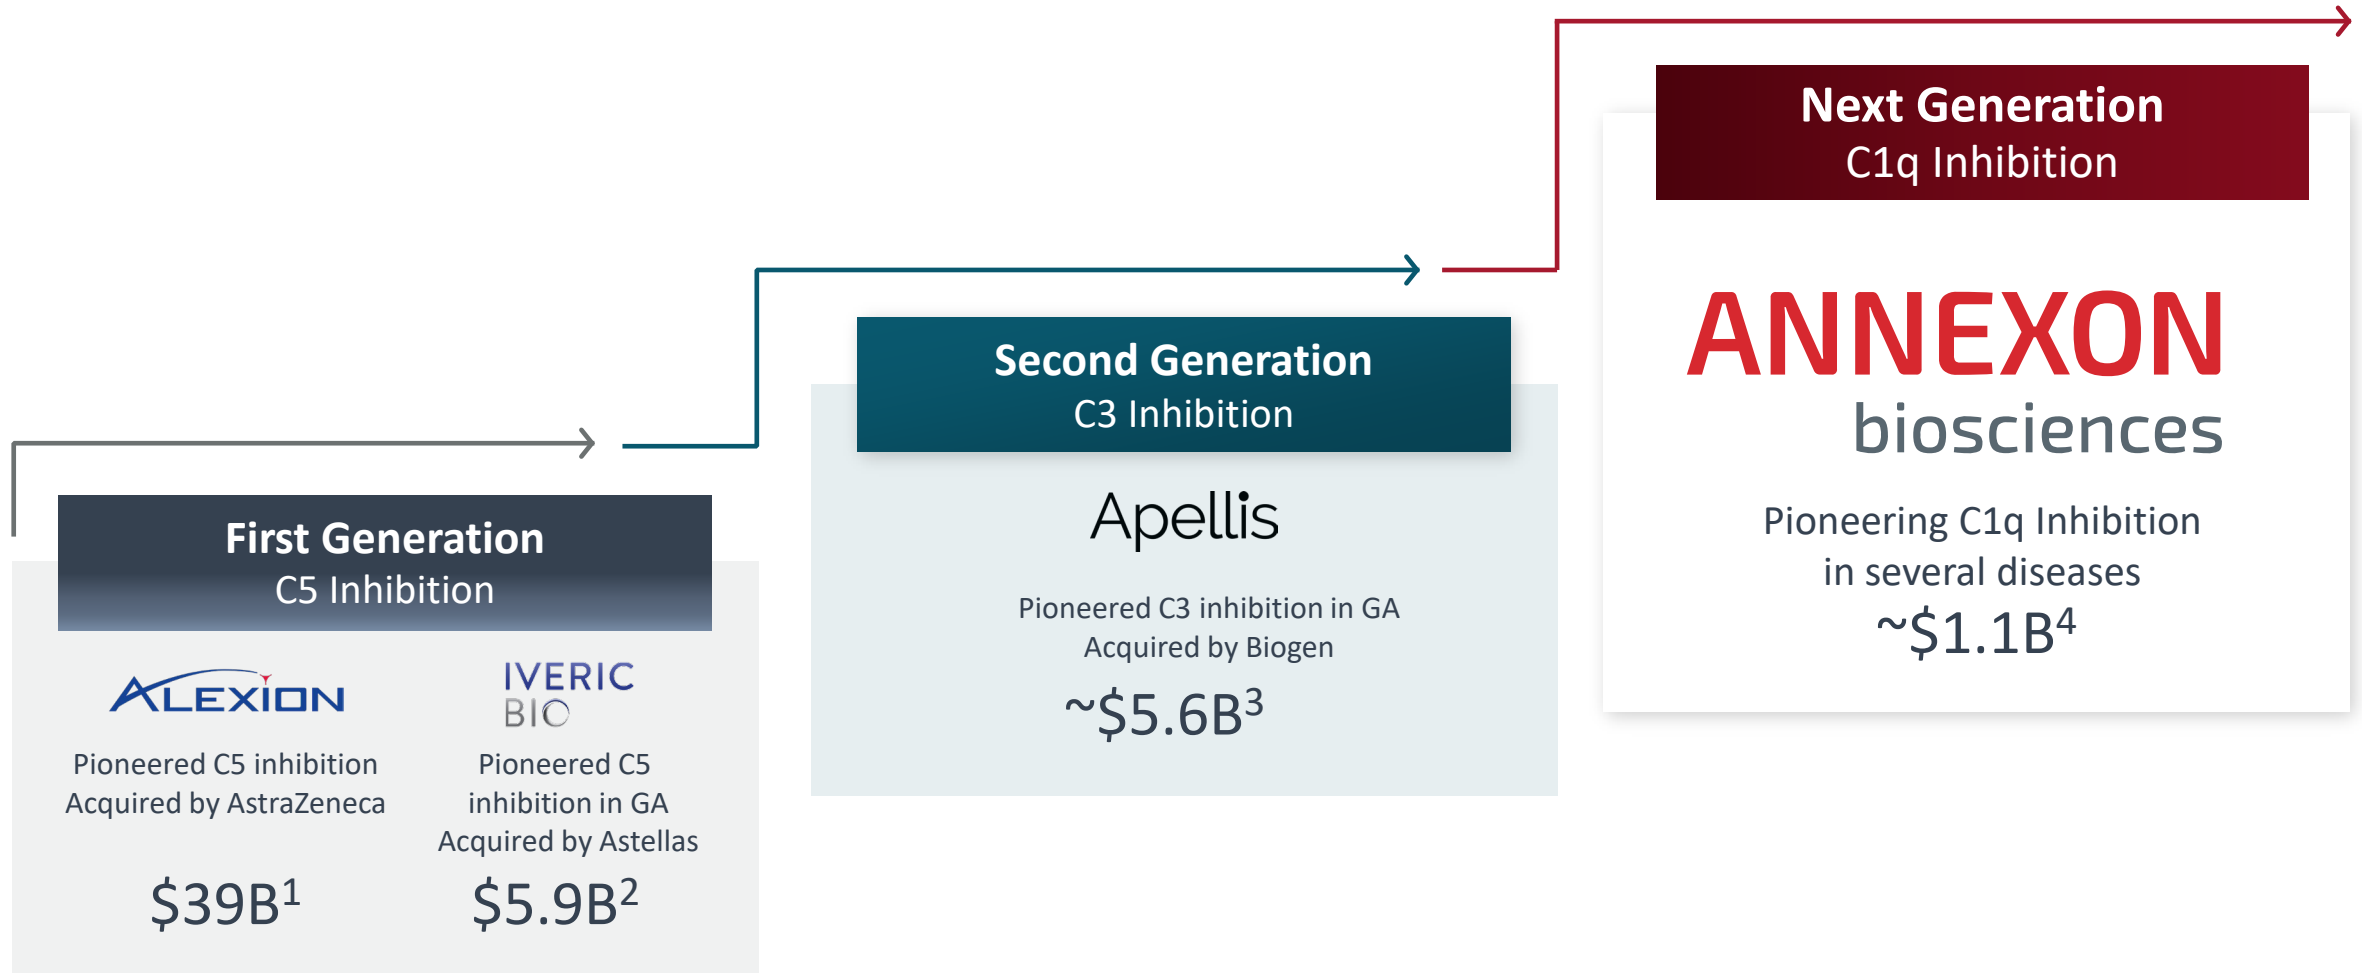 First Generation
C5 Inhibition
ALEXION
Pioneered C5 inhibition
Acquired by AstraZeneca
$39B1
IVERIC
BIO
Pioneered C5
inhibition in GA
Acquired by Astellas
$5.9B2
Second Generation
C3 Inhibition
Apellis
Pioneered C3 inhibition in GA
Acquired by Biogen
~$5.6B3
Next Generation
C1q Inhibition
ANNEXON
biosciences
Pioneering C1q Inhibition
in several diseases
~$1.1B4